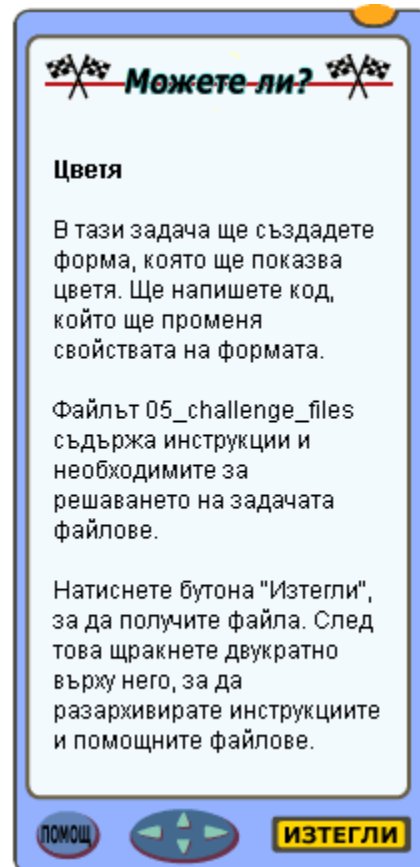 Можете ли?
Цветя
В тази задача ще създадете
форма, която ще показва
цветя. Ще напишете код,
който ще променя
свойствата на формата.
Файлът 05_challenge_files
съдържа инструкции и
необходимите за
решаването на задачата
файлове.
Натиснете бутона "Изтегли",
за да получите файла. След
това щракнете двукратно
върху него, за да
разархивирате инструкциите
и помощните файлове.
ПОМОЩ
ИЗТЕГЛИ